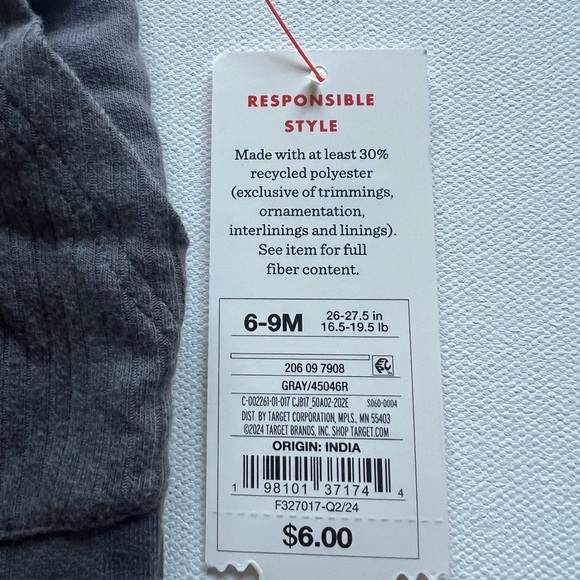 RESPONSIBLE
STYLE
Made with at least 30%
recycled polyester
(exclusive of trimmings,
ornamentation,
interlinings and linings).
See item for full
fiber content.
6-9M
26-27.5 in
16.5-19.5 lb
206 09 7908
GRAY/45046R
C-002261-01-017 CJB17_50A02-202E S060-0004
DIST. BY TARGET CORPORATION, MPLS., MN 55403
©2024 TARGET BRANDS, INC. SHOP TARGET.COM
ORIGIN: INDIA
1 98101 37174 4
F327017-Q2/24
$6.00